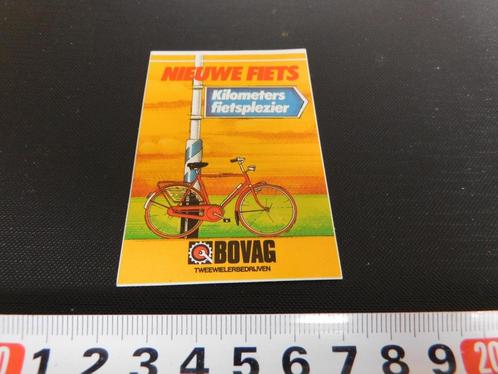 NIEUWE FIETS
Kilometers
fietsplezier
BOVAG
TWEEWIELERBEDRIJVEN
1 2 3 4 5 6 7 8 9